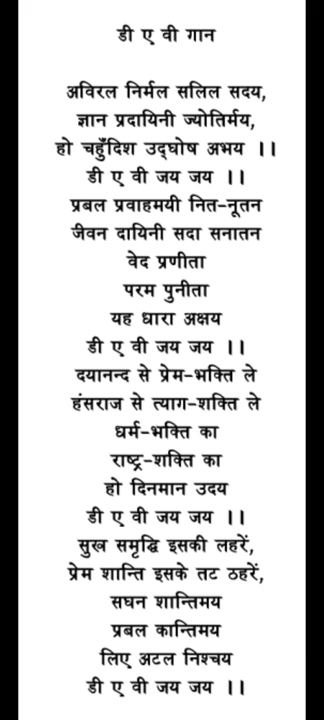 डी ए वी गान
अविरल निर्मल सलिल सदय,
ज्ञान प्रदायिनी ज्योतिर्मय,
हो चहुँदिश उद्घोष अभय ।।
डी ए वी जय जय ।।
प्रबल प्रवाहमयी नित-नूतन
जीवन दायिनी सदा सनातन
वेद प्रणीता
परम पुनीता
यह धारा अक्षय
डी ए वी जय जय ।।
दयानन्द से प्रेम-भक्ति ले
हंसराज से त्याग-शक्ति ले
धर्म-भक्ति का
राष्ट्र-शक्ति का
हो दिनमान उदय
डी ए वी जय जय ।।
सुख समृद्धि इसकी लहरें,
प्रेम शान्ति इसके तट ठहरें,
सघन शान्तिमय
प्रबल कान्तिमय
लिए अटल निश्चय
डी ए वी जय जय ।।